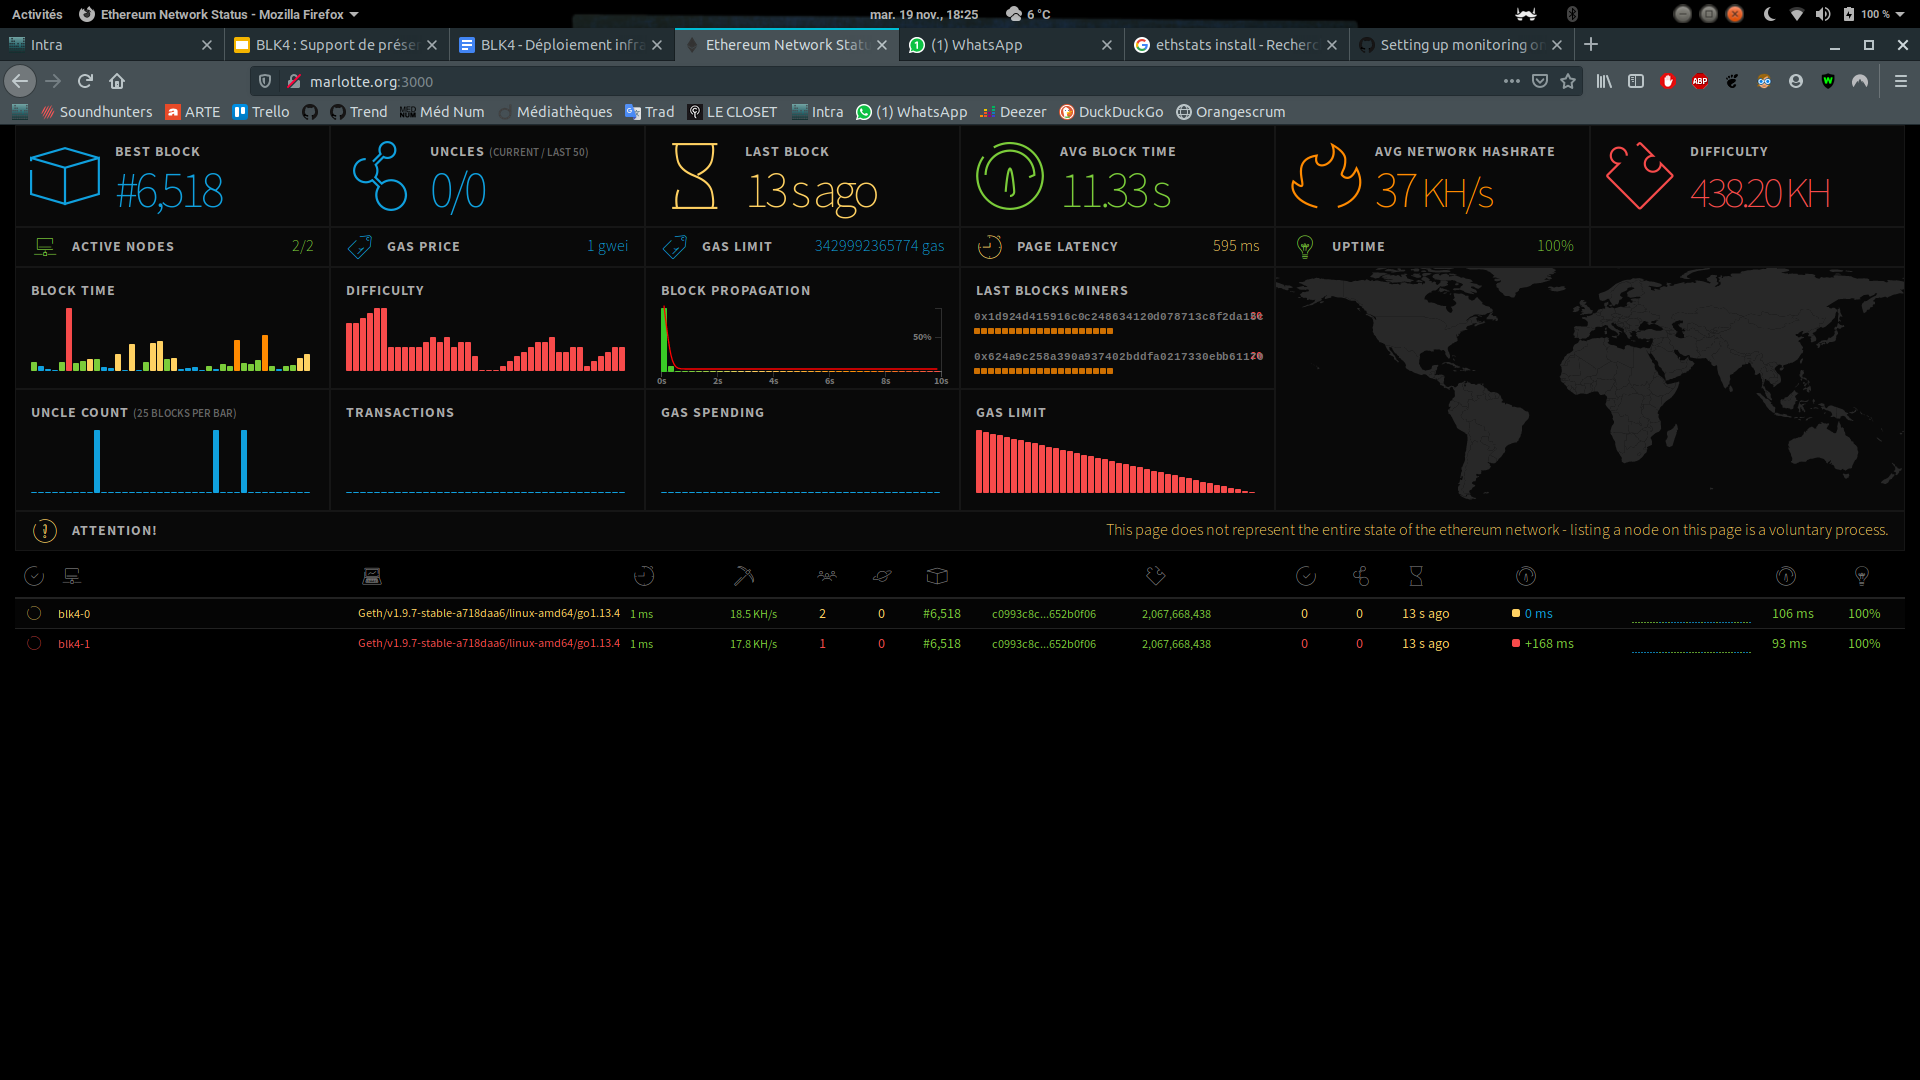 Activités Ethereum Network Status - Mozilla Firefox mar. 19 nov., 18:25 6 °C 100 %
Intra BLK4 : Support de prése BLK4 - Déploiement infra Ethereum Network Statu (1) WhatsApp ethstats install - Recherc Setting up monitoring on
marlotte.org:3000
Soundhunters ARTE Trello Trend Méd Num Médiathèques Trad LE CLOSET Intra (1) WhatsApp Deezer DuckDuckGo Orangescrum
BEST BLOCK
#6,518
UNCLES (CURRENT / LAST 50)
0/0
LAST BLOCK
13 s ago
AVG BLOCK TIME
11.33 s
AVG NETWORK HASHRATE
37 KH/s
DIFFICULTY
438.20 KH
ACTIVE NODES 2/2
GAS PRICE 1 gwei
GAS LIMIT 3429992365774 gas
PAGE LATENCY 595 ms
UPTIME 100%
BLOCK TIME
DIFFICULTY
BLOCK PROPAGATION
50%
0s 2s 4s 6s 8s 10s
LAST BLOCKS MINERS
0x1d924d415916c0c248634120d078713c8f2da1
0x624a9c258a390a937402bddfa0217330ebb611 20
UNCLE COUNT (25 BLOCKS PER BAR)
TRANSACTIONS
GAS SPENDING
GAS LIMIT
ATTENTION! This page does not represent the entire state of the ethereum network - listing a node on this page is a voluntary process.
blk4-0 Geth/v1.9.7-stable-a718daa6/linux-amd64/go1.13.4 1 ms 18.5 KH/s 2 0 #6,518 c0993c8c...652b0f06 2,067,668,438 0 0 13 s ago 0 ms 106 ms 100%
blk4-1 Geth/v1.9.7-stable-a718daa6/linux-amd64/go1.13.4 1 ms 17.8 KH/s 1 0 #6,518 c0993c8c...652b0f06 2,067,668,438 0 0 13 s ago +168 ms 93 ms 100%